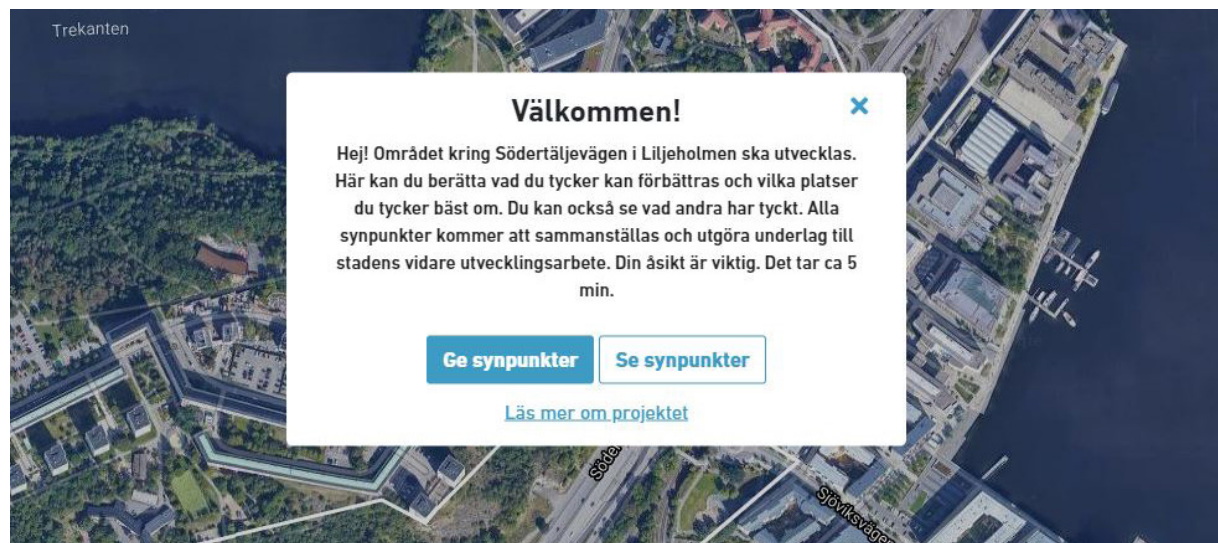 Trekanten
Välkommen!
Hej! Området kring Södertäljevägen i Liljeholmen ska utvecklas.
Här kan du berätta vad du tycker kan förbättras och vilka platser
du tycker bäst om. Du kan också se vad andra har tyckt. Alla
synpunkter kommer att sammanställas och utgöra underlag till
stadens vidare utvecklingsarbete. Din åsikt är viktig. Det tar ca 5
min.
Ge synpunkter
Se synpunkter
Läs mer om projektet
Söder
Sjöviksvägen